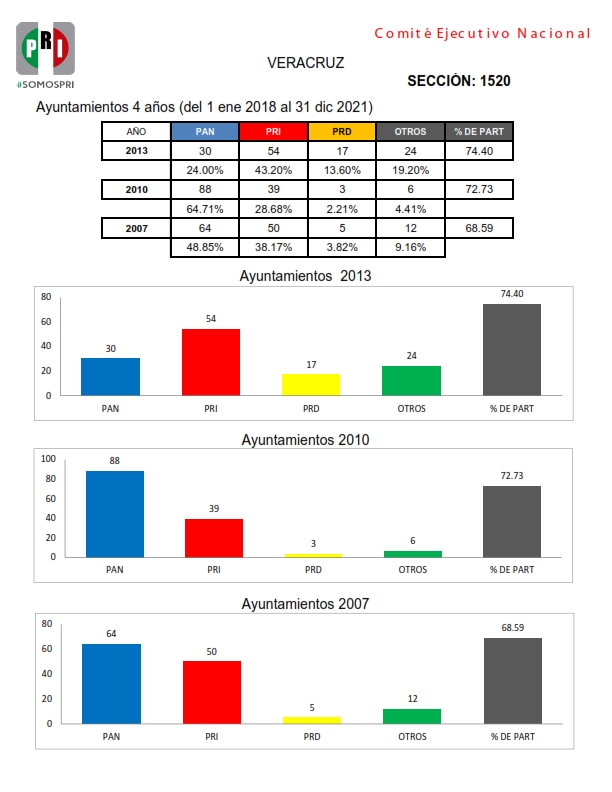 PRI
#SOMOSPRI
Comité Ejecutivo Nacional
VERACRUZ
SECCIÓN: 1520
Ayuntamientos 4 años (del 1 ene 2018 al 31 dic 2021)
AÑO PAN PRI PRD OTROS % DE PART
2013 30 54 17 24 74.40
24.00% 43.20% 13.60% 19.20%
2010 88 39 3 6 72.73
64.71% 28.68% 2.21% 4.41%
2007 64 50 5 12 68.59
48.85% 38.17% 3.82% 9.16%
Ayuntamientos 2013
80
60
40
20
0
30 54 17 24 74.40
PAN PRI PRD OTROS % DE PART
Ayuntamientos 2010
100
80
60
40
20
0
88 39 3 6 72.73
PAN PRI PRD OTROS % DE PART
Ayuntamientos 2007
80
60
40
20
0
64 50 5 12 68.59
PAN PRI PRD OTROS % DE PART